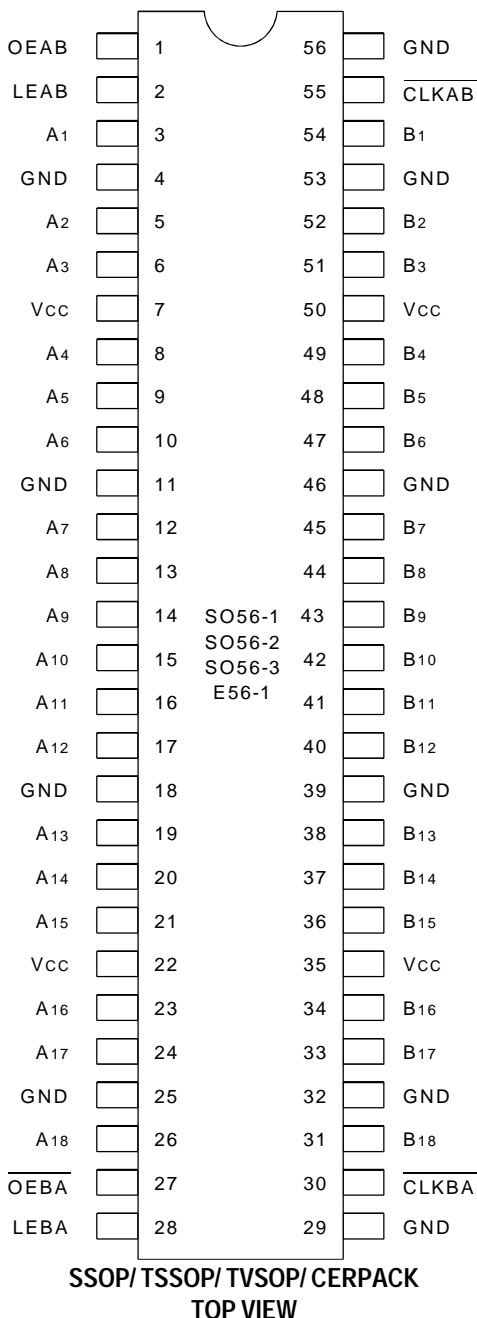 OEAB 1 56 GND
LEAB 2 55 CLKAB
A1 3 54 B1
GND 4 53 GND
A2 5 52 B2
A3 6 51 B3
VCC 7 50 VCC
A4 8 49 B4
A5 9 48 B5
A6 10 47 B6
GND 11 46 GND
A7 12 45 B7
A8 13 44 B8
A9 14 SO56-1 43 B9
SO56-2
A10 15 SO56-3 42 B10
E56-1
A11 16 41 B11
A12 17 40 B12
GND 18 39 GND
A13 19 38 B13
A14 20 37 B14
A15 21 36 B15
VCC 22 35 VCC
A16 23 34 B16
A17 24 33 B17
GND 25 32 GND
A18 26 31 B18
OEBA 27 30 CLKBA
LEBA 28 29 GND
SSOP/ TSSOP/ TVSOP/ CERPACK
TOP VIEW